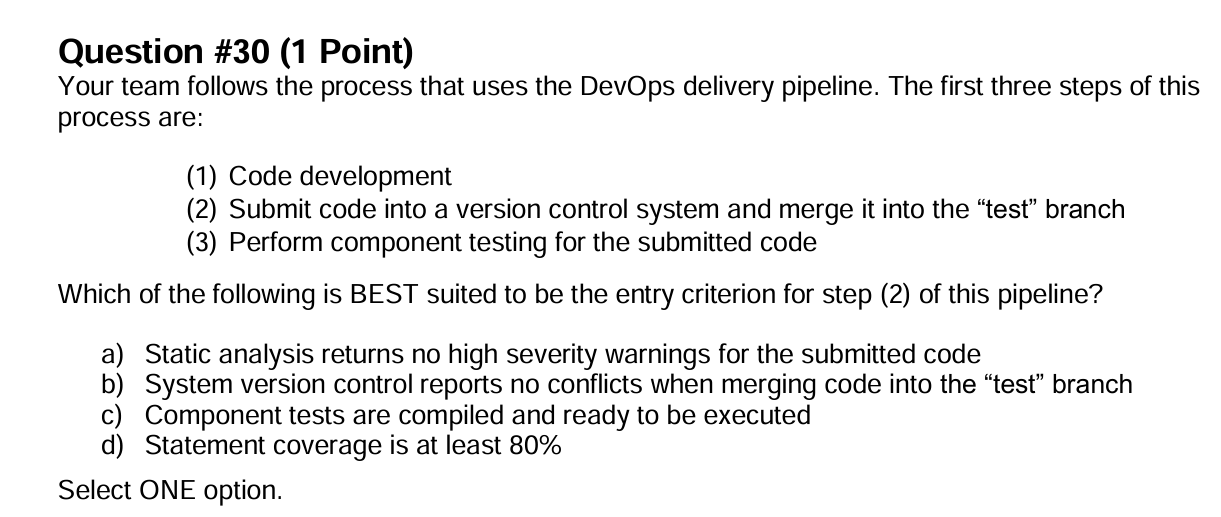 Question #30 (1 Point)
Your team follows the process that uses the DevOps delivery pipeline. The first three steps of this
process are:
(1) Code development
(2) Submit code into a version control system and merge it into the “test” branch
(3) Perform component testing for the submitted code
Which of the following is BEST suited to be the entry criterion for step (2) of this pipeline?
a) Static analysis returns no high severity warnings for the submitted code
b) System version control reports no conflicts when merging code into the “test” branch
c) Component tests are compiled and ready to be executed
d) Statement coverage is at least 80%
Select ONE option.